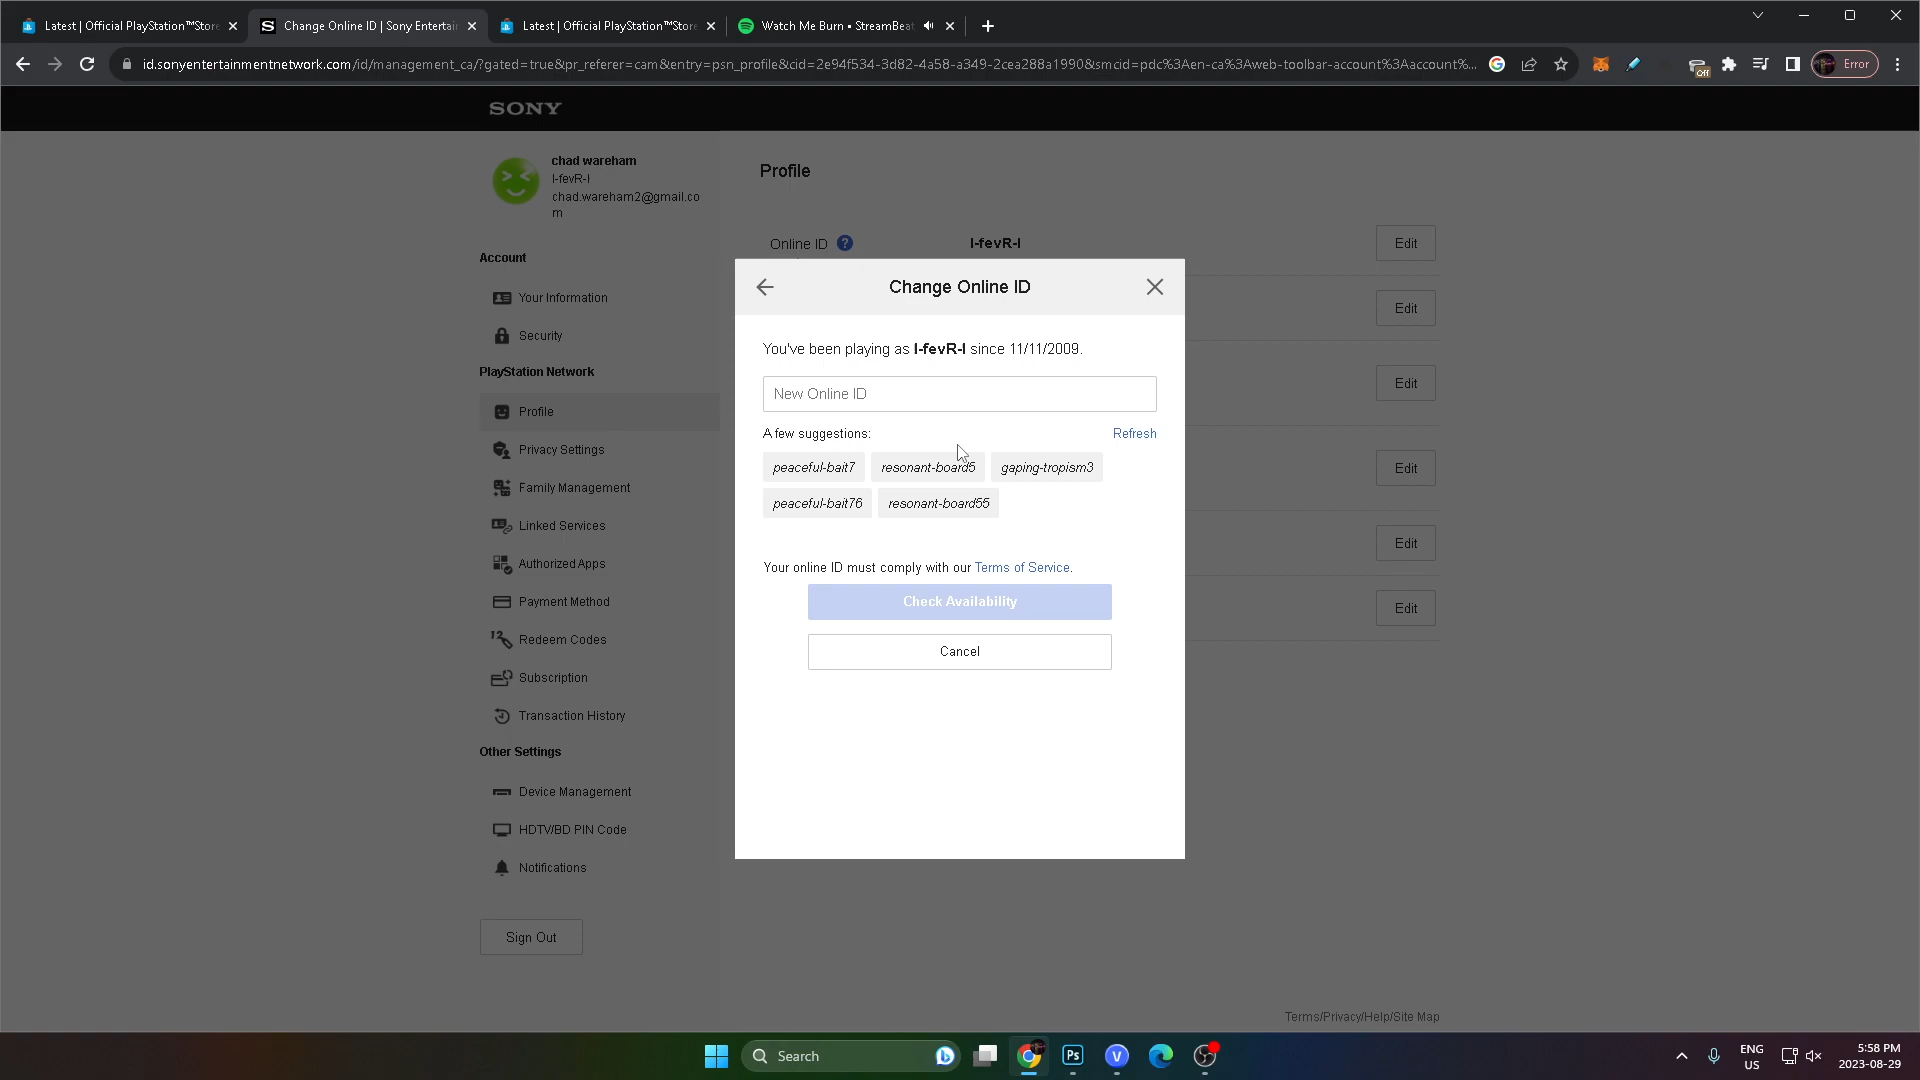 Latest | Official PlayStation™Store
Change Online ID | Sony Entertai
Latest | Official PlayStation™Store
Watch Me Burn • StreamBeat
id.sonyentertainmentnetwork.com/id/management_ca/?gated=true&pr_referer=cam&entry=psn_profile&cid=2e94f534-3d82-4a58-a349-2cea288a1990&smcid=pdc%3Aen-ca%3Aweb-toolbar-account%3Aaccount%...
Off
Error
SONY
chad wareham
I-fevR-I
chad.wareham2@gmail.co
m
Account
Your Information
Security
PlayStation Network
Profile
Privacy Settings
Family Management
Linked Services
Authorized Apps
Payment Method
Redeem Codes
Subscription
Transaction History
Other Settings
Device Management
HDTV/BD PIN Code
Notifications
Sign Out
Profile
Online ID ?
I-fevR-I
Edit
Edit
Edit
Edit
Edit
Edit
Change Online ID
You've been playing as I-fevR-I since 11/11/2009.
New Online ID
A few suggestions:
Refresh
peaceful-bait7
resonant-board5
gaping-tropism3
peaceful-bait76
resonant-board55
Your online ID must comply with our Terms of Service.
Check Availability
Cancel
Terms/Privacy/Help/Site Map
Search
Ps
V
ENG
US
5:58 PM
2023-08-29